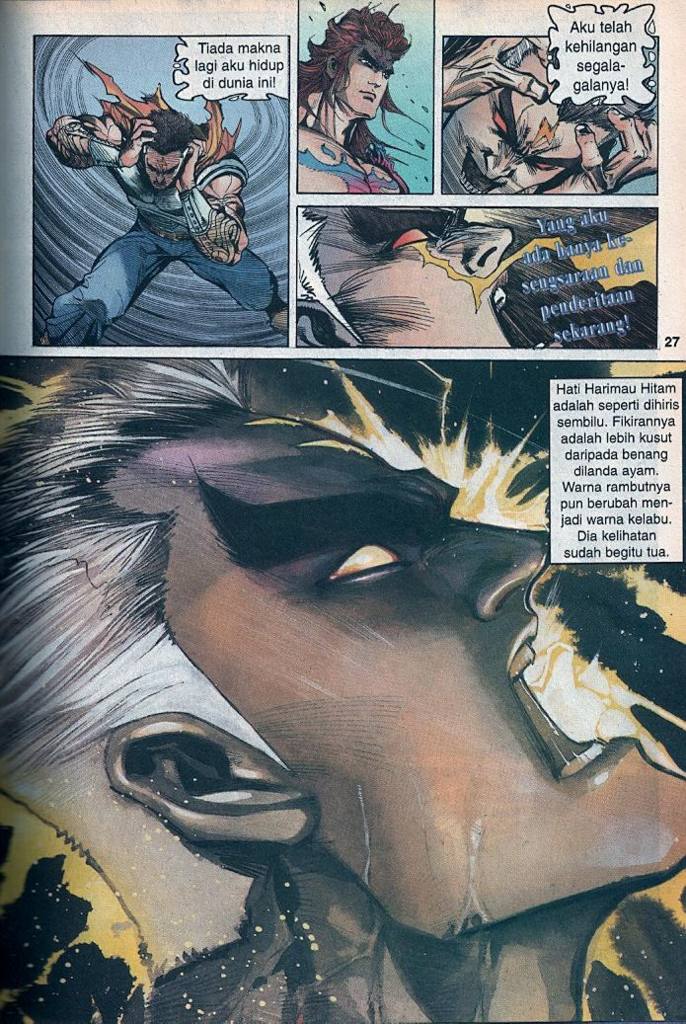 Tiada makna
lagi aku hidup
di dunia ini!
Aku telah
kehilangan
segala-
galanya!
Yang aku
ada hanya ke-
sengsaraan dan
penderitaan
sekarang!
27
Hati Harimau Hitam
adalah seperti dihiris
sembilu. Fikirannya
adalah lebih kusut
daripada benang
dilanda ayam.
Warna rambutnya
pun berubah men-
jadi warna kelabu.
Dia kelihatan
sudah begitu tua.